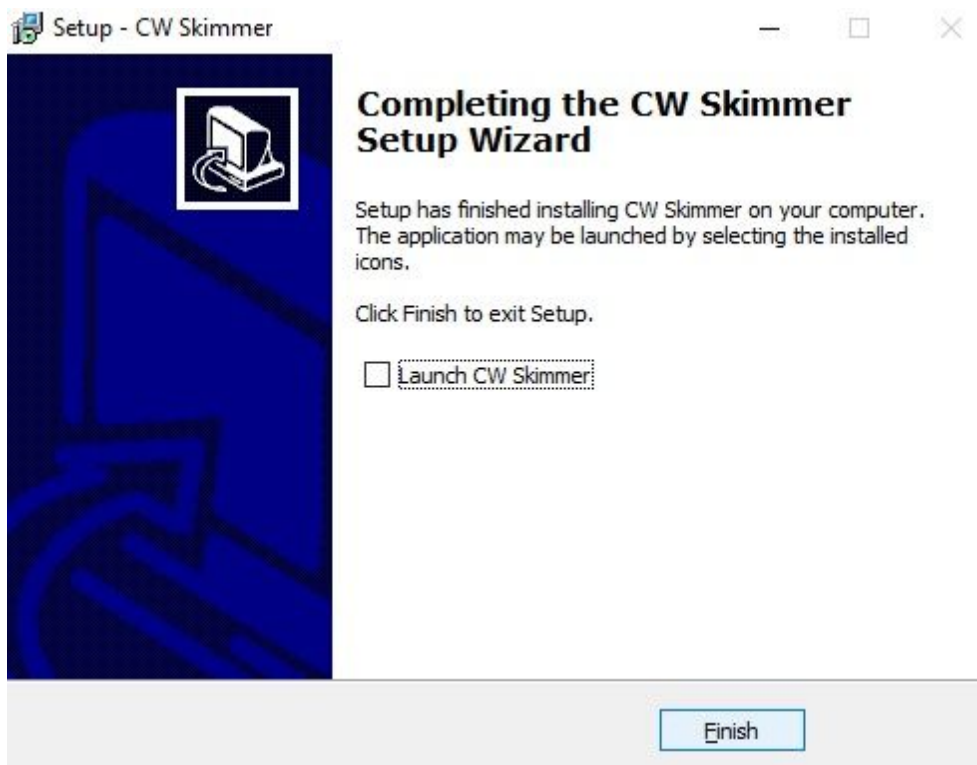 Setup - CW Skimmer
Completing the CW Skimmer
Setup Wizard
Setup has finished installing CW Skimmer on your computer.
The application may be launched by selecting the installed
icons.
Click Finish to exit Setup.
Launch CW Skimmer
Finish